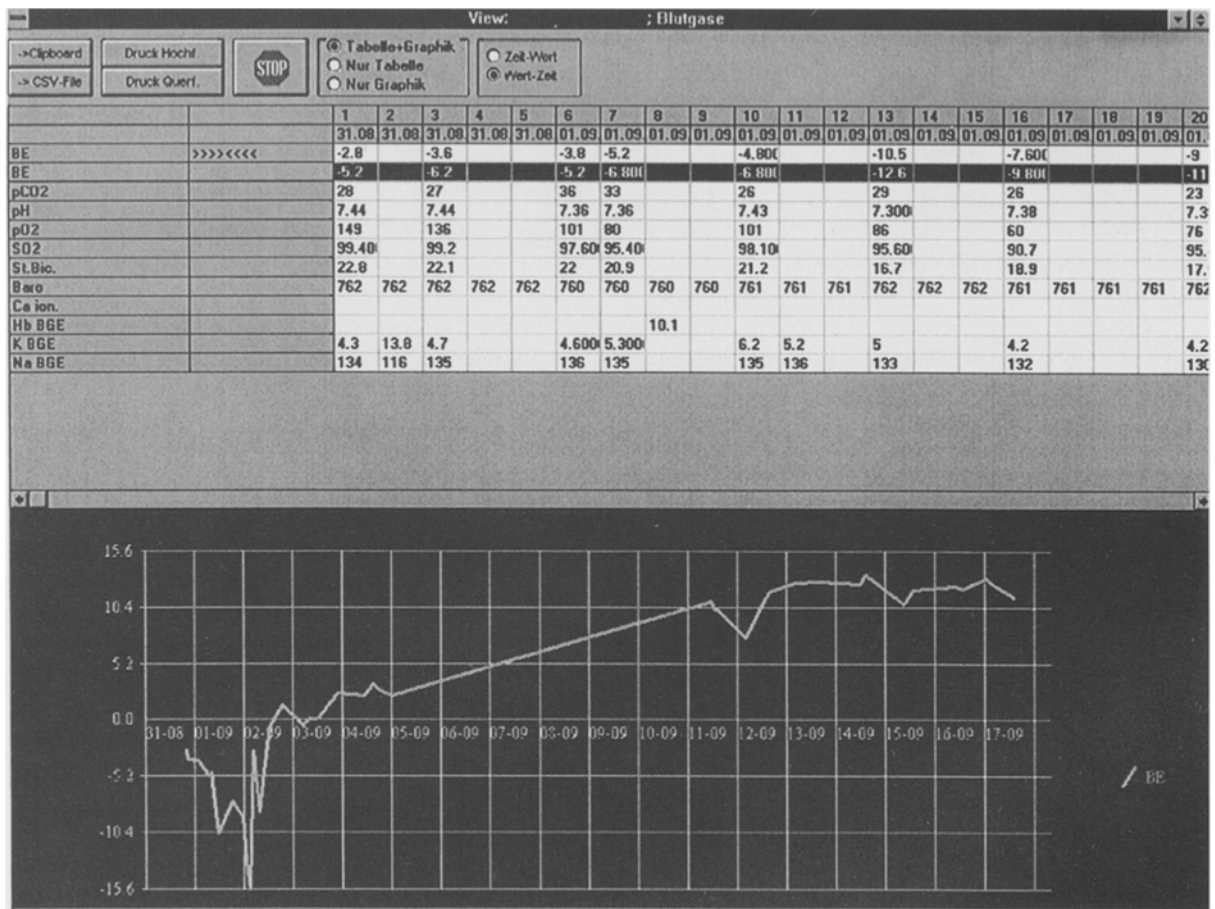 View: ; Blutgase
->Clipboard Druck Hochf. STOP Tabelle+Graphik Zeit-Wert
-> CSV-File Druck Querf. Nur Tabelle Wert-Zeit
Nur Graphik
1 2 3 4 5 6 7 8 9 10 11 12 13 14 15 16 17 18 19 20
31.08 31.08 31.08 31.08 31.08 01.09 01.09 01.09 01.09 01.09 01.09 01.09 01.09 01.09 01.09 01.09 01.09 01.09 01.09 01.
BE >>>><<<< -2.8 -3.6 -3.8 -5.2 -4.800 -10.5 -7.600 -9
BE -5.2 -6.2 -5.2 -6.800 -6.800 -12.6 -9.800 -11
pCO2 28 27 36 33 26 29 26 23
pH 7.44 7.44 7.36 7.36 7.43 7.300 7.38 7.3
pO2 149 136 101 80 101 86 60 76
SO2 99.40 99.2 97.60 95.40 98.10 95.60 90.7 95.
St.Bic. 22.8 22.1 22 20.9 21.2 16.7 18.9 17.
Baro 762 762 762 762 762 760 760 760 760 761 761 761 762 762 762 761 761 761 761 762
Ca ion.
Hb BGE 10.1
K BGE 4.3 13.8 4.7 4.600 5.300 6.2 5.2 5 4.2 4.2
Na BGE 134 116 135 136 135 135 136 133 132 130
15.6
10.4
5.2
0.0
31-08 01-09 02-09 03-09 04-09 05-09 06-09 07-09 08-09 09-09 10-09 11-09 12-09 13-09 14-09 15-09 16-09 17-09
-5.2
BE
-10.4
-15.6